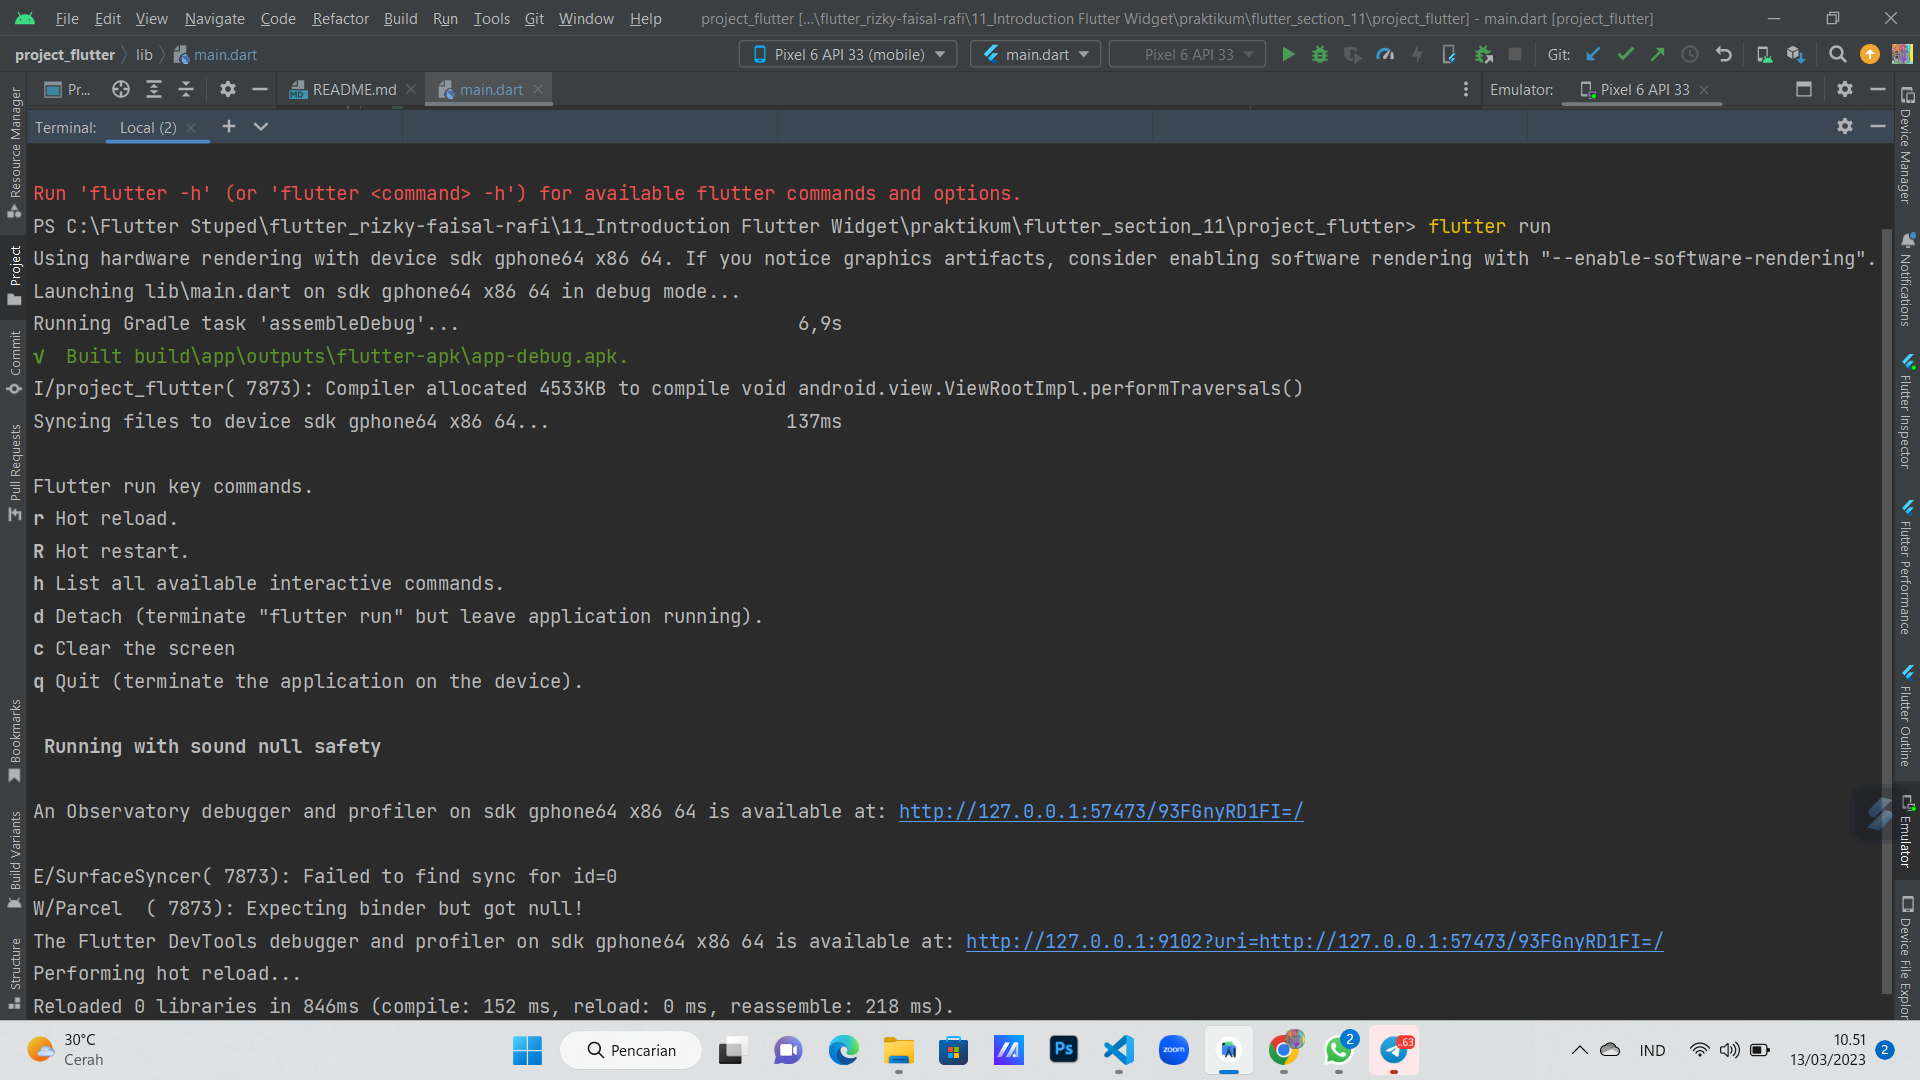 File Edit View Navigate Code Refactor Build Run Tools Git Window Help project_flutter [...\flutter_rizky-faisal-rafi\11_Introduction Flutter Widget\praktikum\flutter_section_11\project_flutter] - main.dart [project_flutter]
project_flutter lib main.dart Pixel 6 API 33 (mobile) main.dart Pixel 6 API 33 Git:
Pr... README.md main.dart Emulator: Pixel 6 API 33
Terminal: Local (2)
Run 'flutter -h' (or 'flutter <command> -h') for available flutter commands and options.
PS C:\Flutter Stuped\flutter_rizky-faisal-rafi\11_Introduction Flutter Widget\praktikum\flutter_section_11\project_flutter> flutter run
Using hardware rendering with device sdk gphone64 x86 64. If you notice graphics artifacts, consider enabling software rendering with "--enable-software-rendering".
Launching lib\main.dart on sdk gphone64 x86 64 in debug mode...
Running Gradle task 'assembleDebug'... 6,9s
√ Built build\app\outputs\flutter-apk\app-debug.apk.
I/project_flutter( 7873): Compiler allocated 4533KB to compile void android.view.ViewRootImpl.performTraversals()
Syncing files to device sdk gphone64 x86 64... 137ms
Flutter run key commands.
r Hot reload.
R Hot restart.
h List all available interactive commands.
d Detach (terminate "flutter run" but leave application running).
c Clear the screen
q Quit (terminate the application on the device).
Running with sound null safety
An Observatory debugger and profiler on sdk gphone64 x86 64 is available at: http://127.0.0.1:57473/93FGnyRD1FI=/
E/SurfaceSyncer( 7873): Failed to find sync for id=0
W/Parcel  ( 7873): Expecting binder but got null!
The Flutter DevTools debugger and profiler on sdk gphone64 x86 64 is available at: http://127.0.0.1:9102?uri=http://127.0.0.1:57473/93FGnyRD1FI=/
Performing hot reload...
Reloaded 0 libraries in 846ms (compile: 152 ms, reload: 0 ms, reassemble: 218 ms).
Resource Manager
Project
Commit
Pull Requests
Bookmarks
Build Variants
Structure
Device Manager
Notifications
Flutter Inspector
Flutter Performance
Flutter Outline
Emulator
Device File Explor
30°C
Cerah
Pencarian
Ps
zoom
2
63
IND
10.51
13/03/2023
2